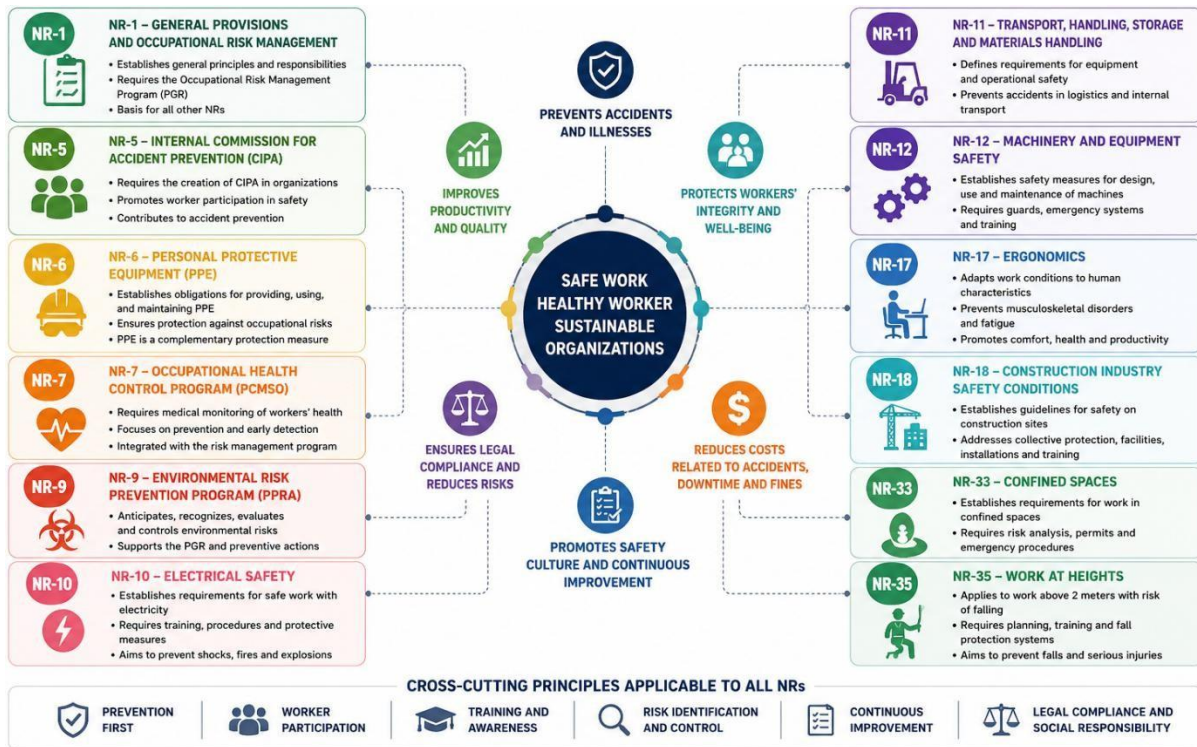 NR-1
NR-1 – GENERAL PROVISIONS
AND OCCUPATIONAL RISK MANAGEMENT
• Establishes general principles and responsibilities
• Requires the Occupational Risk Management
Program (PGR)
• Basis for all other NRs
NR-5
NR-5 – INTERNAL COMMISSION FOR
ACCIDENT PREVENTION (CIPA)
• Requires the creation of CIPA in organizations
• Promotes worker participation in safety
• Contributes to accident prevention
NR-6
NR-6 – PERSONAL PROTECTIVE
EQUIPMENT (PPE)
• Establishes obligations for providing, using,
and maintaining PPE
• Ensures protection against occupational risks
• PPE is a complementary protection measure
NR-7
NR-7 – OCCUPATIONAL HEALTH
CONTROL PROGRAM (PCMSO)
• Requires medical monitoring of workers' health
• Focuses on prevention and early detection
• Integrated with the risk management program
NR-9
NR-9 – ENVIRONMENTAL RISK
PREVENTION PROGRAM (PPRA)
• Anticipates, recognizes, evaluates
and controls environmental risks
• Supports the PGR and preventive actions
NR-10
NR-10 – ELECTRICAL SAFETY
• Establishes requirements for safe work with
electricity
• Requires training, procedures and protective
measures
• Aims to prevent shocks, fires and explosions
PREVENTS ACCIDENTS
AND ILLNESSES
IMPROVES
PRODUCTIVITY
AND QUALITY
PROTECTS WORKERS'
INTEGRITY AND
WELL-BEING
SAFE WORK
HEALTHY WORKER
SUSTAINABLE
ORGANIZATIONS
ENSURES LEGAL
COMPLIANCE AND
REDUCES RISKS
$
REDUCES COSTS
RELATED TO ACCIDENTS,
DOWNTIME AND FINES
PROMOTES SAFETY
CULTURE AND CONTINUOUS
IMPROVEMENT
NR-11
NR-11 – TRANSPORT, HANDLING, STORAGE
AND MATERIALS HANDLING
• Defines requirements for equipment
and operational safety
• Prevents accidents in logistics and internal
transport
NR-12
NR-12 – MACHINERY AND EQUIPMENT
SAFETY
• Establishes safety measures for design,
use and maintenance of machines
• Requires guards, emergency systems
and training
NR-17
NR-17 – ERGONOMICS
• Adapts work conditions to human
characteristics
• Prevents musculoskeletal disorders
and fatigue
• Promotes comfort, health and productivity
NR-18
NR-18 – CONSTRUCTION INDUSTRY
SAFETY CONDITIONS
• Establishes guidelines for safety on
construction sites
• Addresses collective protection, facilities,
installations and training
NR-33
NR-33 – CONFINED SPACES
• Establishes requirements for work in
confined spaces
• Requires risk analysis, permits and
emergency procedures
NR-35
NR-35 – WORK AT HEIGHTS
• Applies to work above 2 meters with risk
of falling
• Requires planning, training and fall
protection systems
• Aims to prevent falls and serious injuries
CROSS-CUTTING PRINCIPLES APPLICABLE TO ALL NRs
PREVENTION
FIRST
WORKER
PARTICIPATION
TRAINING AND
AWARENESS
RISK IDENTIFICATION
AND CONTROL
CONTINUOUS
IMPROVEMENT
LEGAL COMPLIANCE AND
SOCIAL RESPONSIBILITY